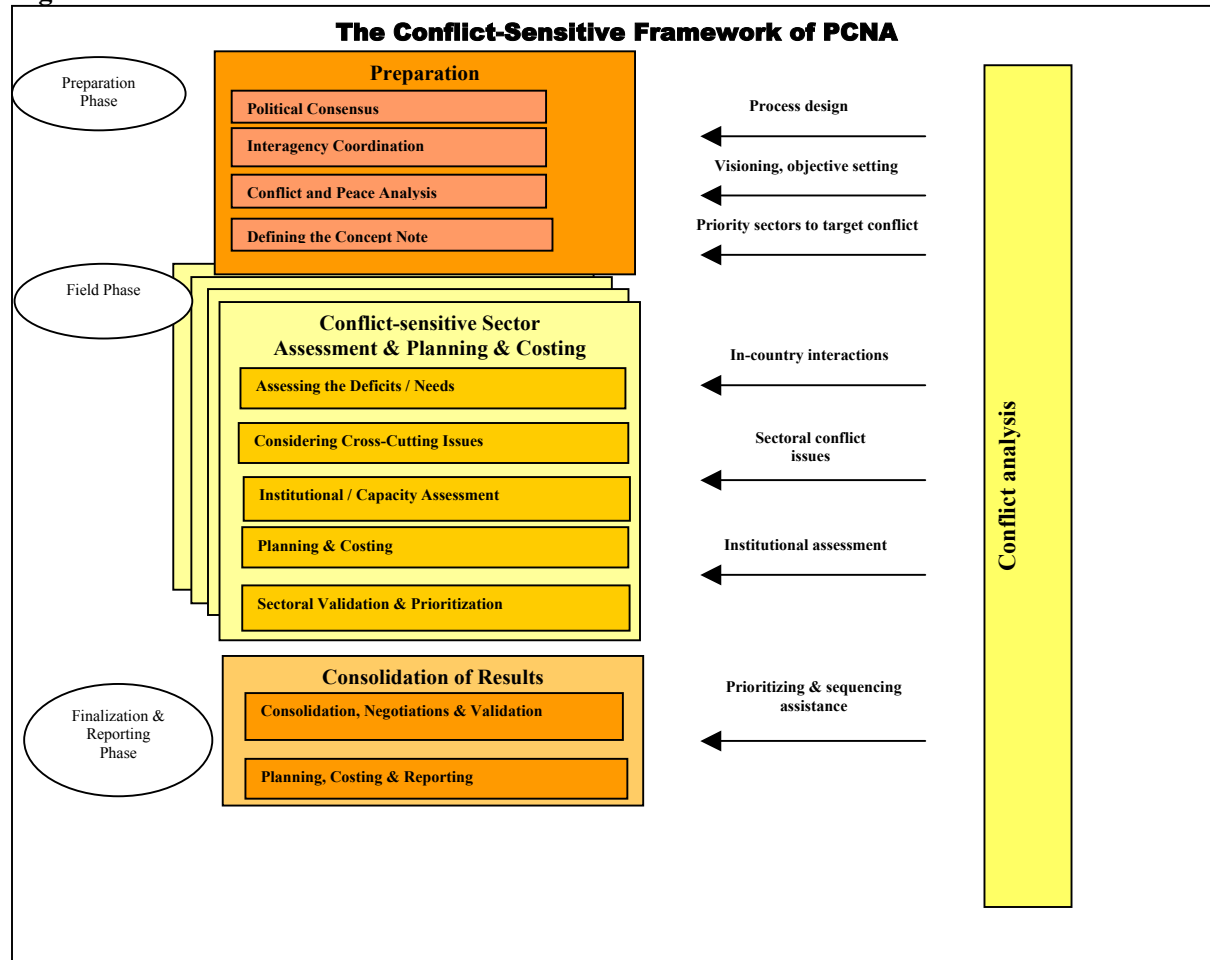 The Conflict-Sensitive Framework of PCNA
Preparation
Phase
Preparation
Political Consensus
Interagency Coordination
Conflict and Peace Analysis
Defining the Concept Note
Process design
Visioning, objective setting
Priority sectors to target conflict
Field Phase
Conflict-sensitive Sector
Assessment & Planning & Costing
Assessing the Deficits / Needs
Considering Cross-Cutting Issues
Institutional / Capacity Assessment
Planning & Costing
Sectoral Validation & Prioritization
In-country interactions
Sectoral conflict
issues
Institutional assessment
Finalization &
Reporting
Phase
Consolidation of Results
Consolidation, Negotiations & Validation
Planning, Costing & Reporting
Prioritizing & sequencing
assistance
Conflict analysis